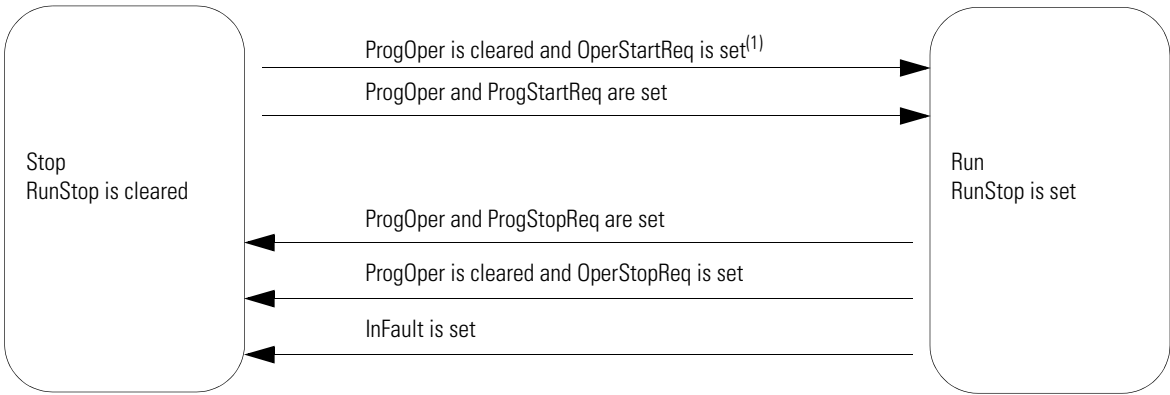 ProgOper is cleared and OperStartReq is set(1)
ProgOper and ProgStartReq are set
Stop
RunStop is cleared
Run
RunStop is set
ProgOper and ProgStopReq are set
ProgOper is cleared and OperStopReq is set
InFault is set